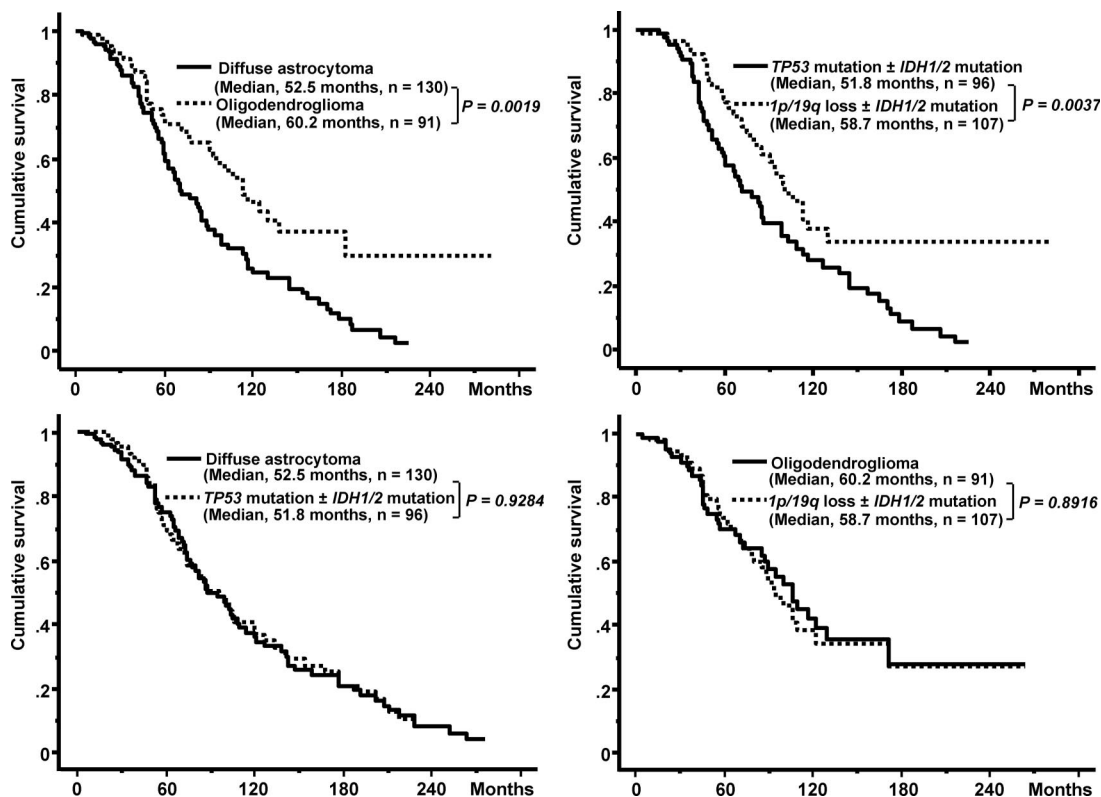 Cumulative survival
1
.8
.6
.4
.2
0
Diffuse astrocytoma
(Median, 52.5 months, n = 130)
Oligodendroglioma
(Median, 60.2 months, n = 91)
P = 0.0019
0 60 120 180 240 Months
Cumulative survival
1
.8
.6
.4
.2
0
TP53 mutation ± IDH1/2 mutation
(Median, 51.8 months, n = 96)
1p/19q loss ± IDH1/2 mutation
(Median, 58.7 months, n = 107)
P = 0.0037
0 60 120 180 240 Months
Cumulative survival
1
.8
.6
.4
.2
0
Diffuse astrocytoma
(Median, 52.5 months, n = 130)
TP53 mutation ± IDH1/2 mutation
(Median, 51.8 months, n = 96)
P = 0.9284
0 60 120 180 240 Months
Cumulative survival
1
.8
.6
.4
.2
0
Oligodendroglioma
(Median, 60.2 months, n = 91)
1p/19q loss ± IDH1/2 mutation
(Median, 58.7 months, n = 107)
P = 0.8916
0 60 120 180 240 Months